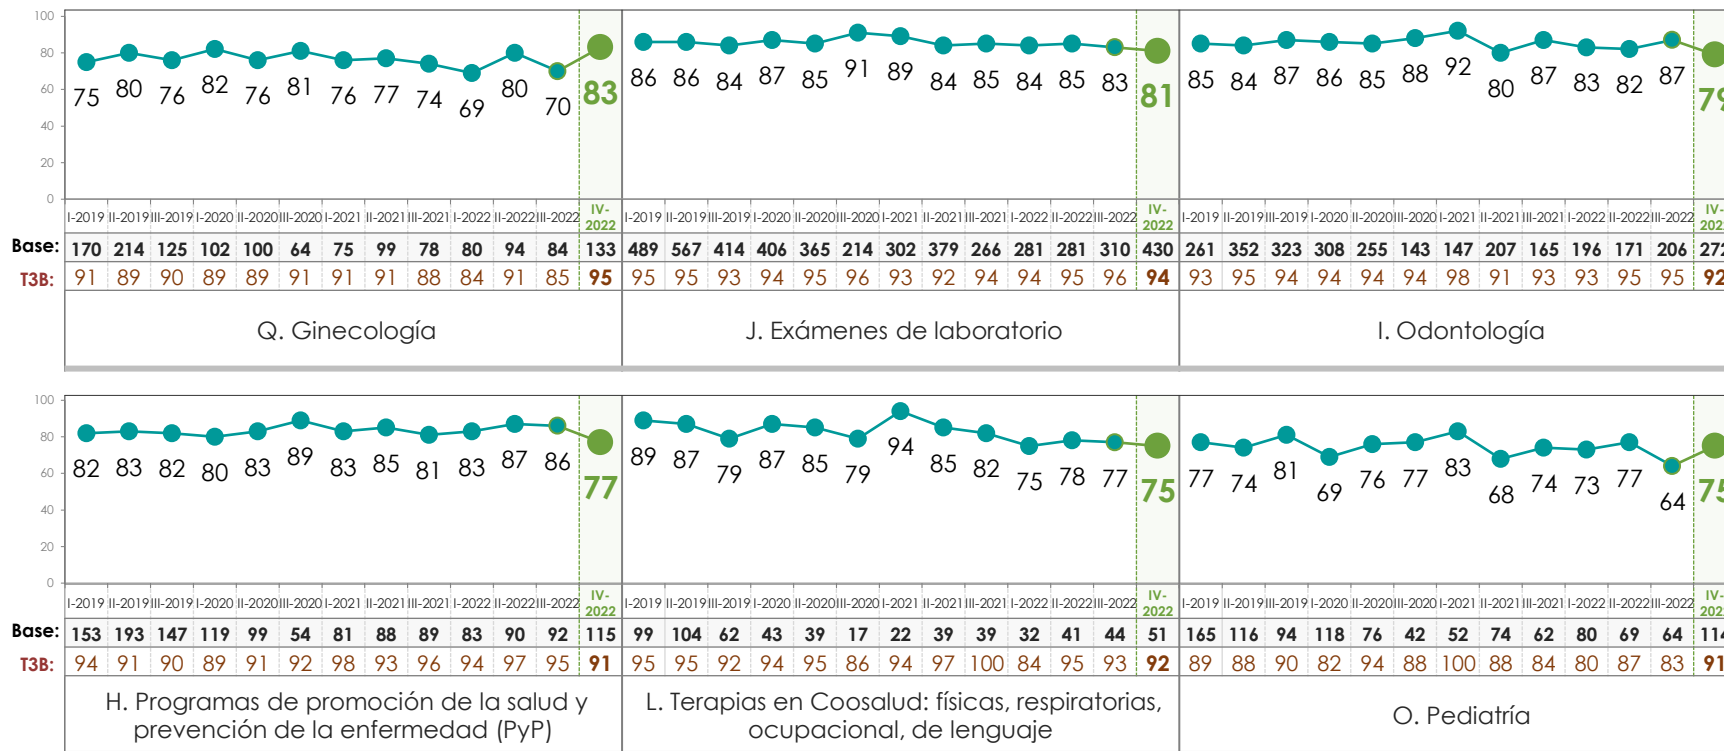 100
80
60
40
20
0
75 80 76 82 76 81 76 77 74 69 80 70 83
86 86 84 87 85 91 89 84 85 84 85 83 81
85 84 87 86 85 88 92 80 87 83 82 87 79
I-2019 II-2019 III-2019 I-2020 II-2020 III-2020 I-2021 II-2021 III-2021 I-2022 II-2022 III-2022 IV-2022
I-2019 II-2019 III-2019 I-2020 II-2020 III-2020 I-2021 II-2021 III-2021 I-2022 II-2022 III-2022 IV-2022
I-2019 II-2019 III-2019 I-2020 II-2020 III-2020 I-2021 II-2021 III-2021 I-2022 II-2022 III-2022 IV-2022
Base: 170 214 125 102 100 64 75 99 78 80 94 84 133 489 567 414 406 365 214 302 379 266 281 281 310 430 261 352 323 308 255 143 147 207 165 196 171 206 272
T3B: 91 89 90 89 89 91 91 91 88 84 91 85 95 95 95 93 94 95 96 93 92 94 94 95 96 94 93 95 94 94 94 94 98 91 93 93 95 95 92
Q. Ginecología
J. Exámenes de laboratorio
I. Odontología
100
80
60
40
20
0
82 83 82 80 83 89 83 85 81 83 87 86 77
89 87 79 87 85 79 94 85 82 75 78 77 75
77 74 81 69 76 77 83 68 74 73 77 64 75
I-2019 II-2019 III-2019 I-2020 II-2020 III-2020 I-2021 II-2021 III-2021 I-2022 II-2022 III-2022 IV-2022
I-2019 II-2019 III-2019 I-2020 II-2020 III-2020 I-2021 II-2021 III-2021 I-2022 II-2022 III-2022 IV-2022
I-2019 II-2019 III-2019 I-2020 II-2020 III-2020 I-2021 II-2021 III-2021 I-2022 II-2022 III-2022 IV-2022
Base: 153 193 147 119 99 54 81 88 89 83 90 92 115 99 104 62 43 39 17 22 39 39 32 41 44 51 165 116 94 118 76 42 52 74 62 80 69 64 114
T3B: 94 91 90 89 91 92 98 93 96 94 97 95 91 95 95 92 94 95 86 94 97 100 84 95 93 92 89 88 90 82 94 88 100 88 84 80 87 83 91
H. Programas de promoción de la salud y
prevención de la enfermedad (PyP)
L. Terapias en Coosalud: físicas, respiratorias,
ocupacional, de lenguaje
O. Pediatría